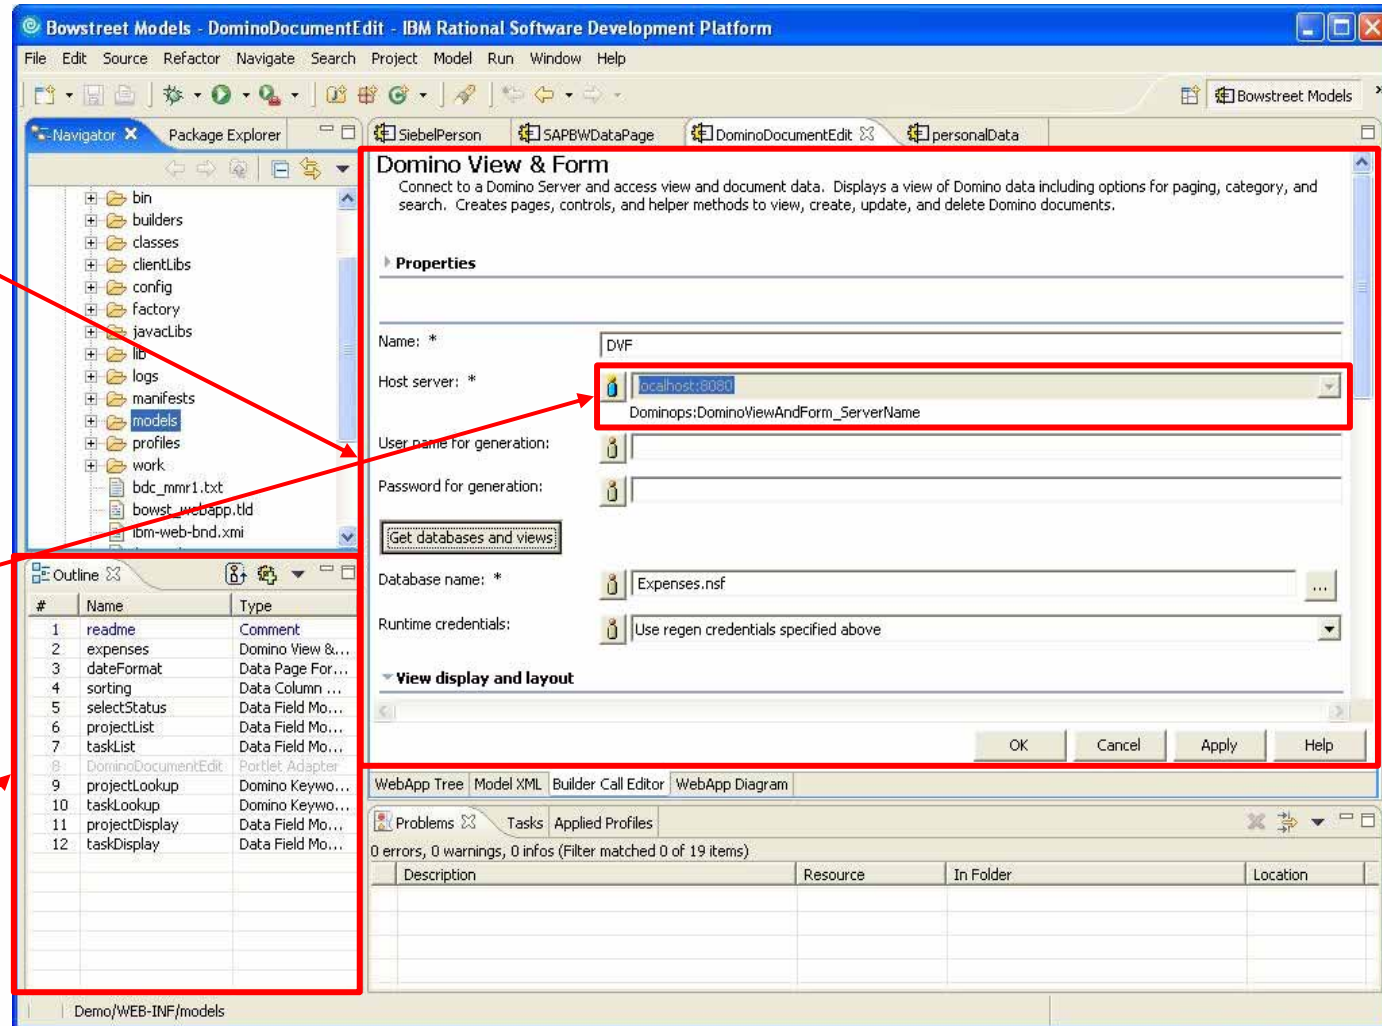 Bowstreet Models - DominoDocumentEdit - IBM Rational Software Development Platform
File Edit Source Refactor Navigate Search Project Model Run Window Help
Bowstreet Models
Navigator Package Explorer
SiebelPerson SAPBWDataPage DominoDocumentEdit personalData
bin
builders
classes
clientLibs
config
factory
javacLibs
lib
logs
manifests
models
profiles
work
bdc_mmr1.txt
bowst_webapp.tld
ibm-web-bnd.xmi
Domino View & Form
Connect to a Domino Server and access view and document data. Displays a view of Domino data including options for paging, category, and
search. Creates pages, controls, and helper methods to view, create, update, and delete Domino documents.
Properties
Name: * DVF
Host server: * localhost:8080
Dominops:DominoViewAndForm_ServerName
User name for generation:
Password for generation:
Get databases and views
Database name: * Expenses.nsf ...
Runtime credentials: Use regen credentials specified above
View display and layout
OK Cancel Apply Help
WebApp Tree Model XML Builder Call Editor WebApp Diagram
Outline
# Name Type
1 readme Comment
2 expenses Domino View &...
3 dateFormat Data Page For...
4 sorting Data Column ...
5 selectStatus Data Field Mo...
6 projectList Data Field Mo...
7 taskList Data Field Mo...
8 DominoDocumentEdit Portlet Adapter
9 projectLookup Domino Keywo...
10 taskLookup Domino Keywo...
11 projectDisplay Data Field Mo...
12 taskDisplay Data Field Mo...
Problems Tasks Applied Profiles
0 errors, 0 warnings, 0 infos (Filter matched 0 of 19 items)
Description Resource In Folder Location
Demo/WEB-INF/models